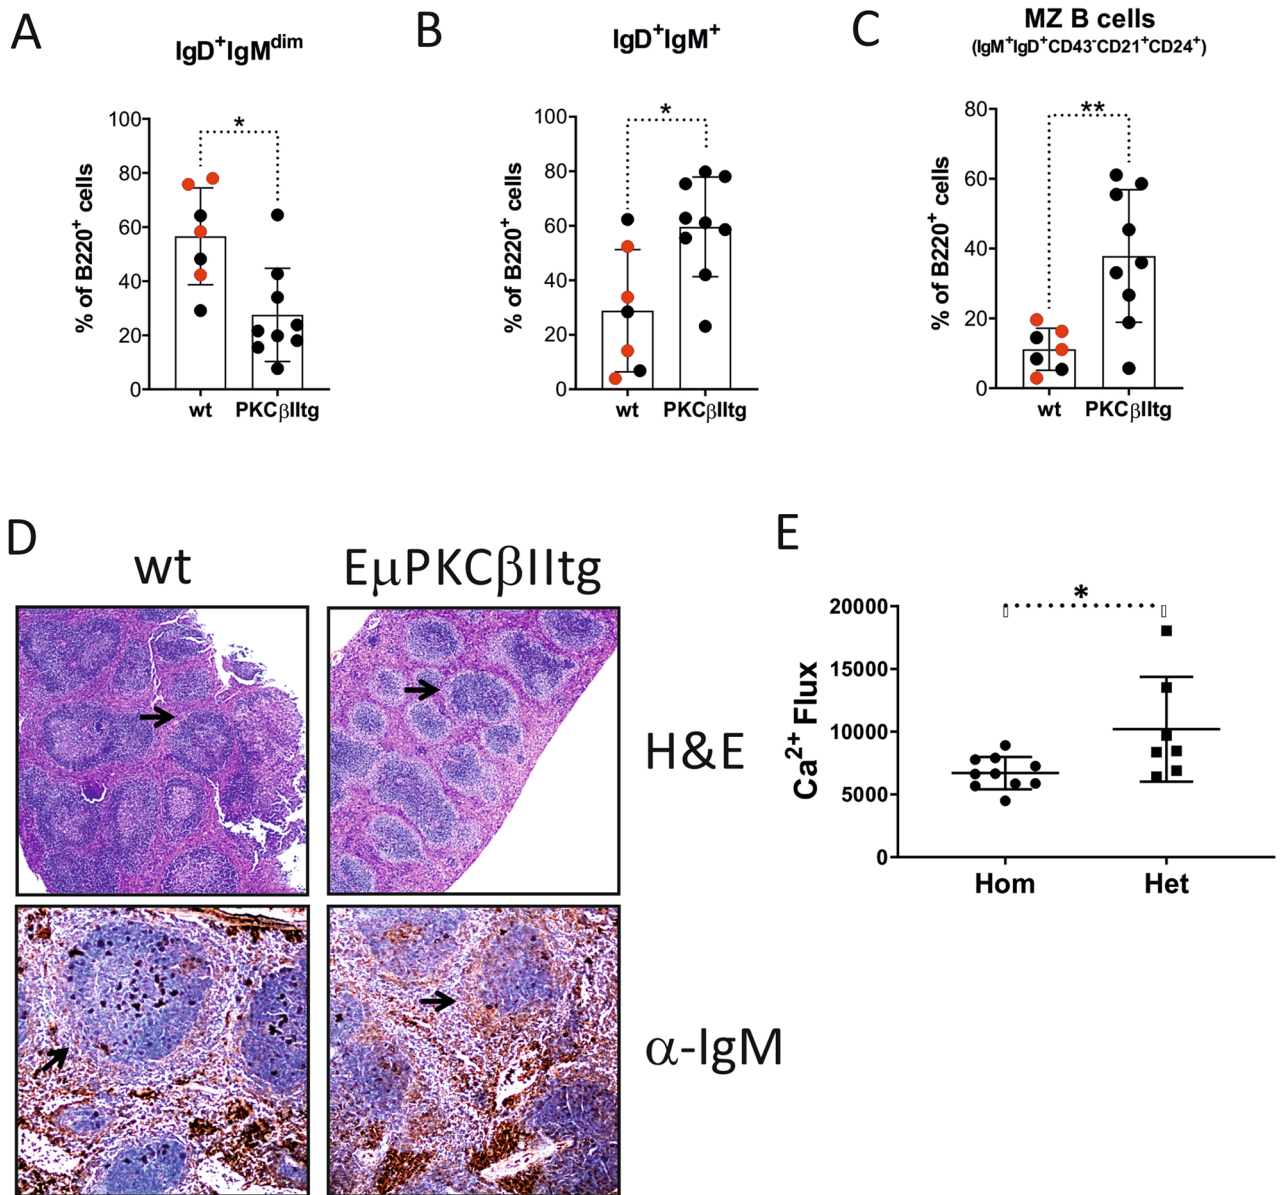 A
IgD⁺IgMᵈⁱᵐ
% of B220⁺ cells
100
80
60
40
20
0
*
wt
PKCβIItg
B
IgD⁺IgM⁺
% of B220⁺ cells
100
80
60
40
20
0
*
wt
PKCβIItg
C
MZ B cells
(IgM⁺IgD⁺CD43⁻CD21⁺CD24⁺)
% of B220⁺ cells
80
60
40
20
0
**
wt
PKCβIItg
D
wt
EμPKCβIItg
H&E
α-IgM
E
Ca²⁺ Flux
20000
15000
10000
5000
0
*
Hom
Het